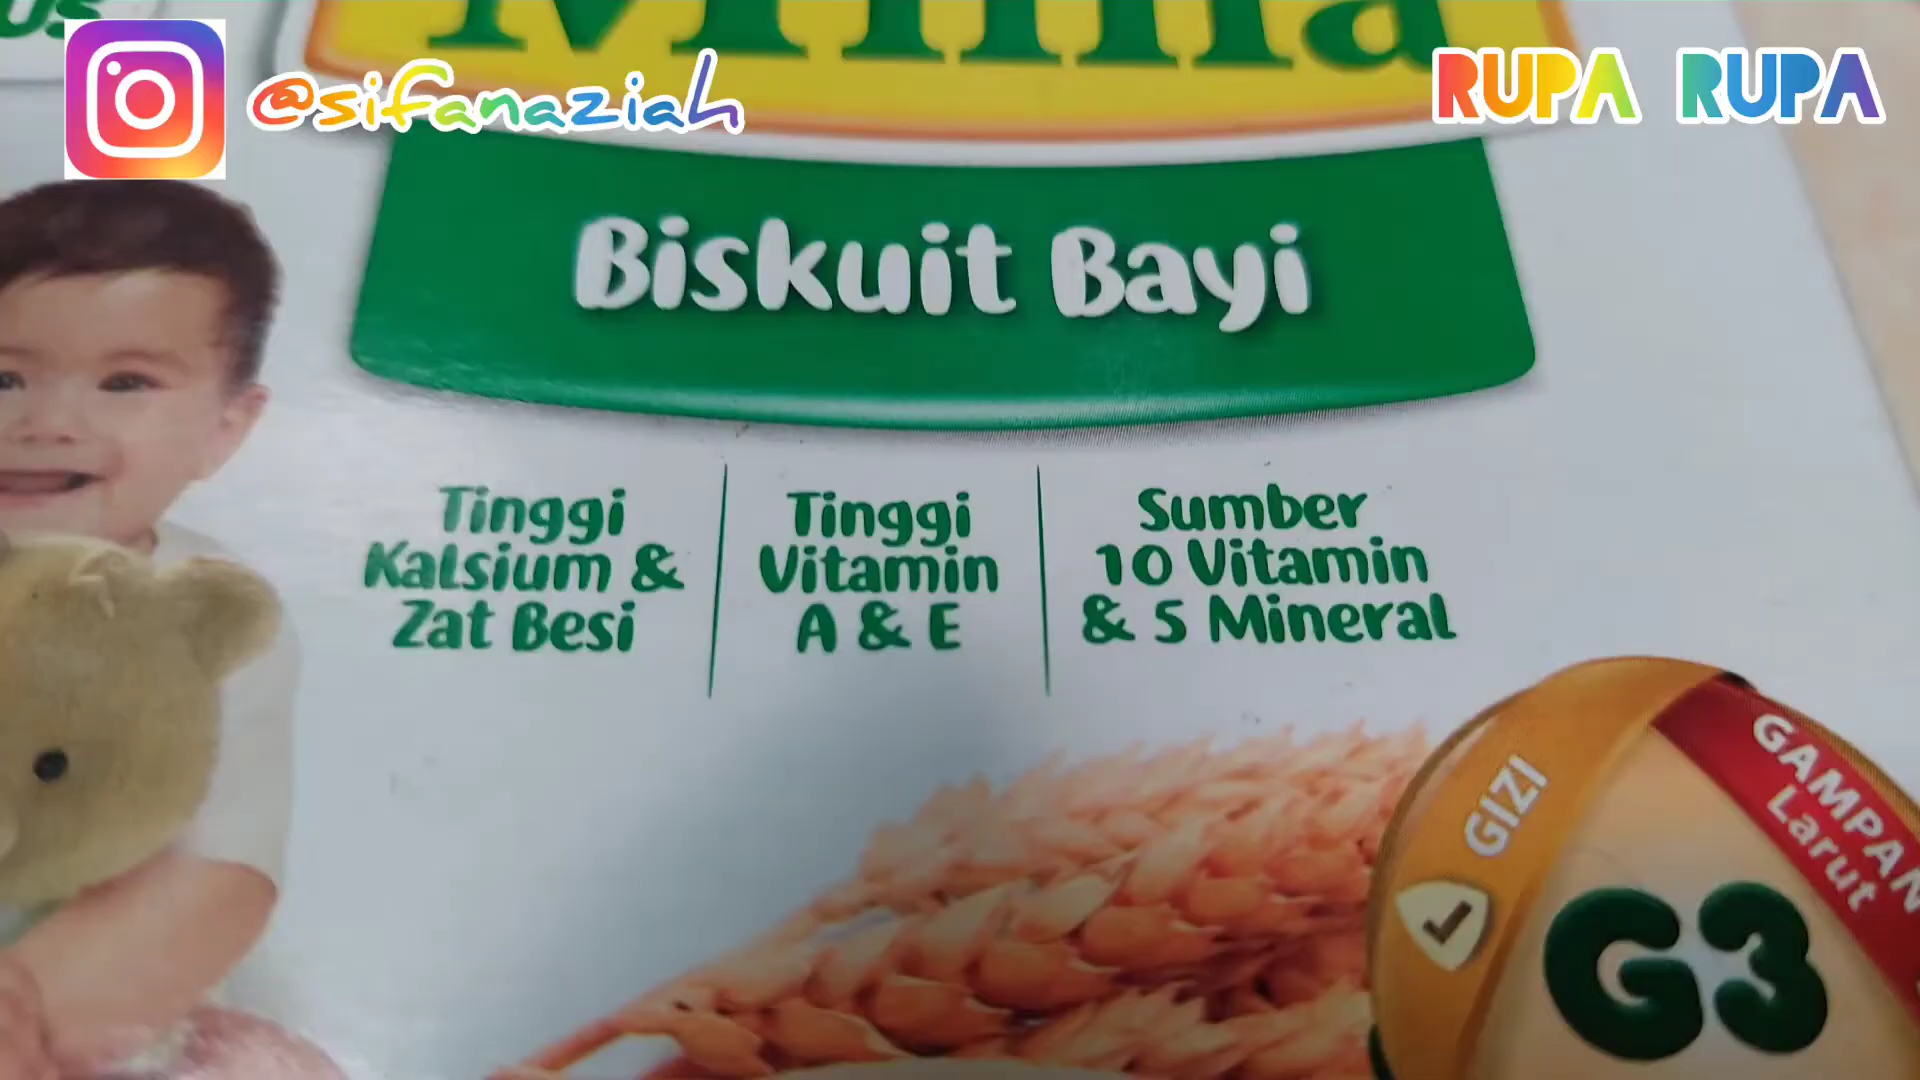 @sifanaziah
RUPA RUPA
Biskuit Bayi
Tinggi
Kalsium &
Zat Besi
Tinggi
Vitamin
A & E
Sumber
10 Vitamin
& 5 Mineral
GIZI
GAMPAN
Larut
G3